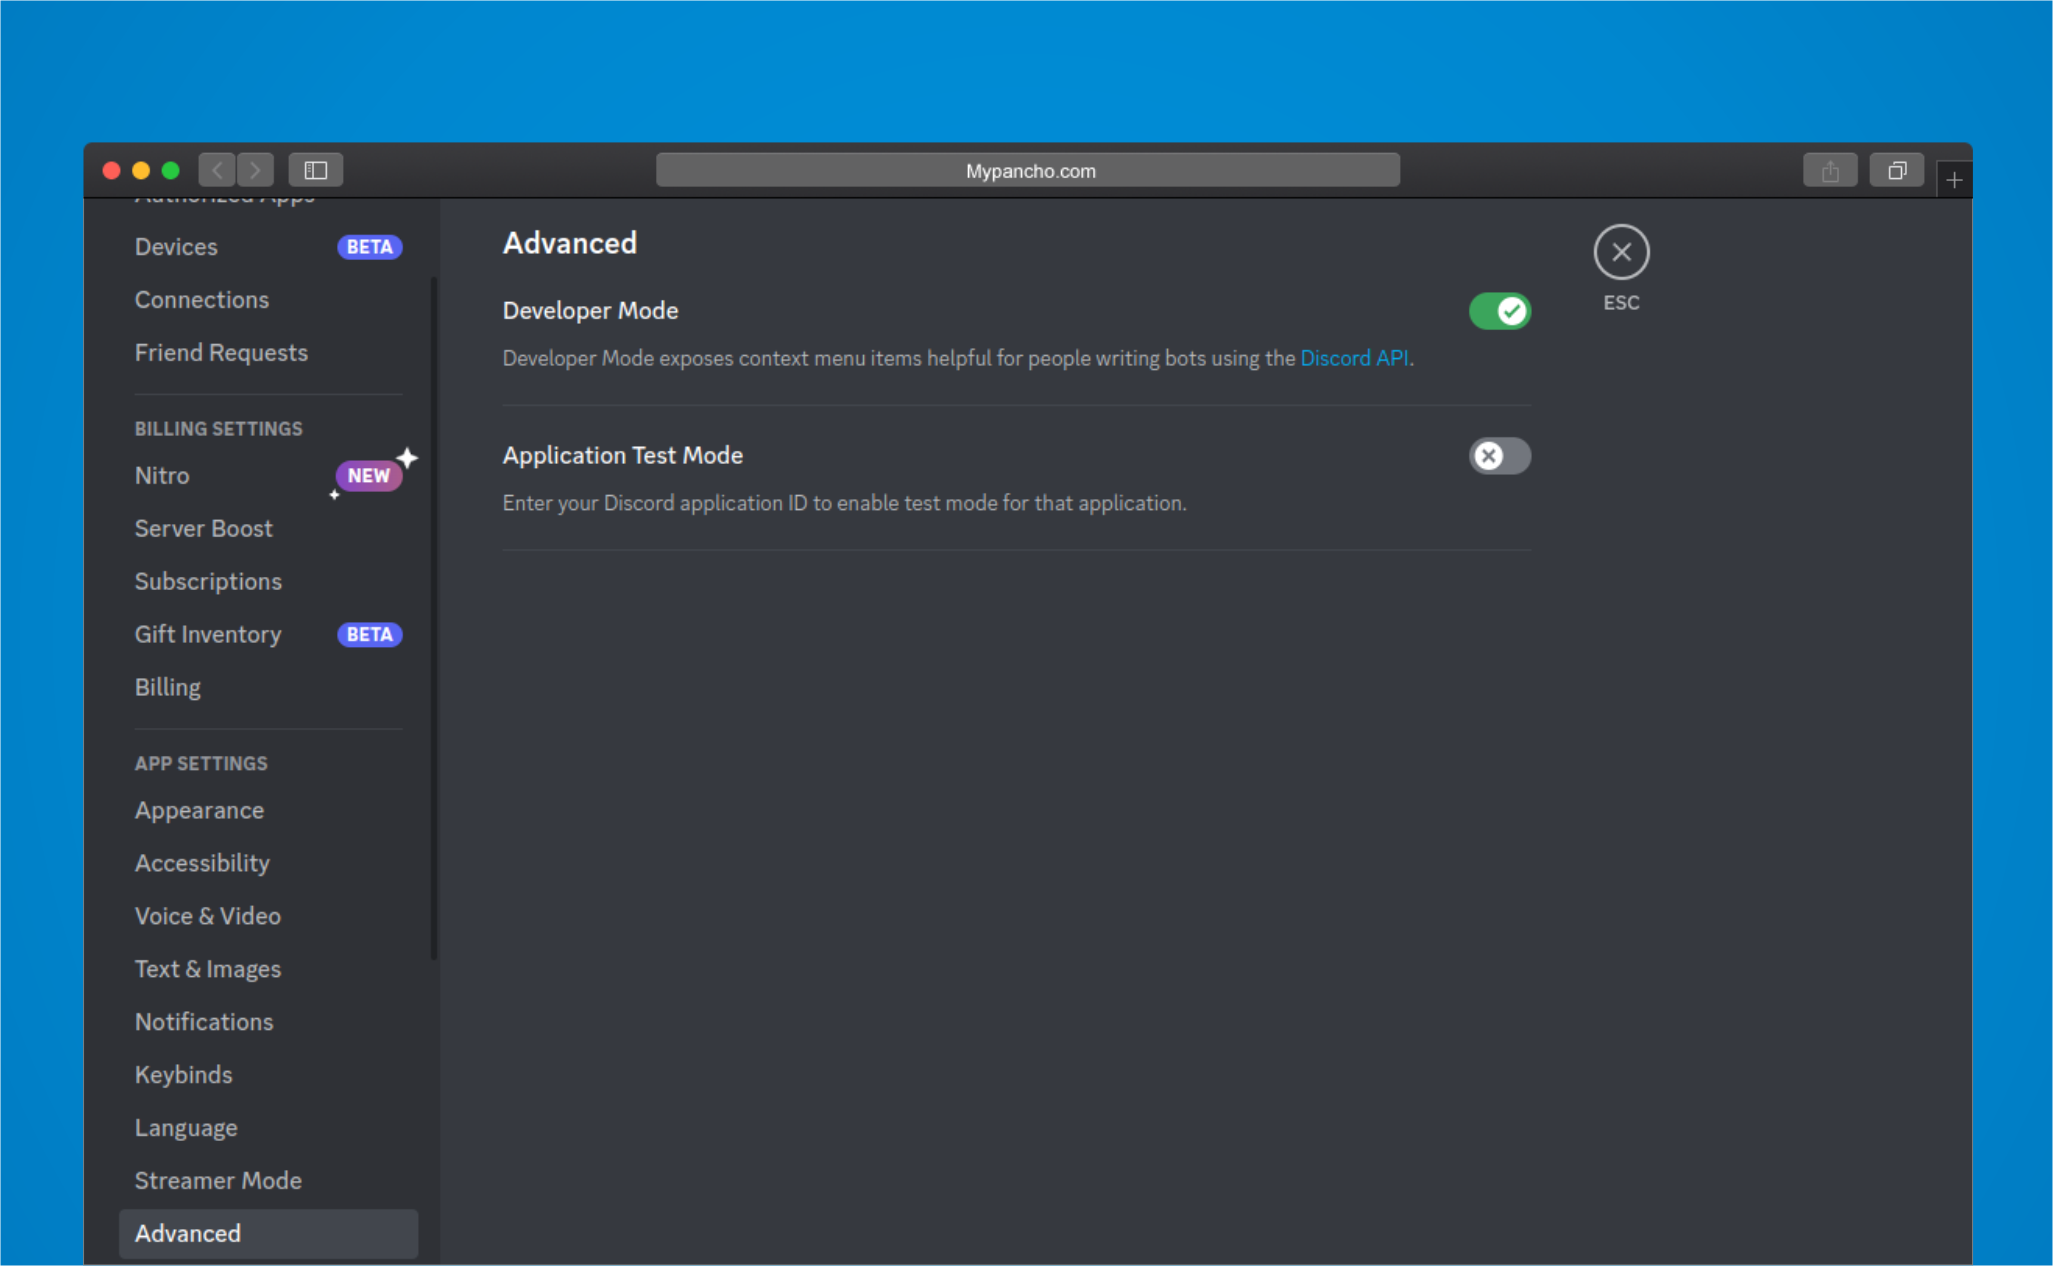 Mypancho.com
Authorized Apps
Devices BETA
Connections
Friend Requests
BILLING SETTINGS
Nitro NEW
Server Boost
Subscriptions
Gift Inventory BETA
Billing
APP SETTINGS
Appearance
Accessibility
Voice & Video
Text & Images
Notifications
Keybinds
Language
Streamer Mode
Advanced
Advanced
Developer Mode
Developer Mode exposes context menu items helpful for people writing bots using the Discord API.
Application Test Mode
Enter your Discord application ID to enable test mode for that application.
ESC